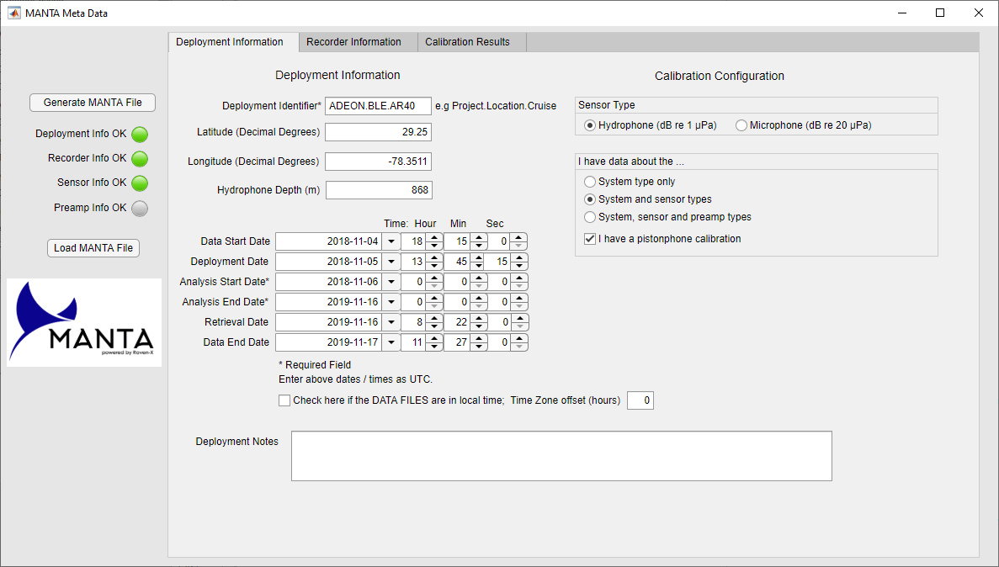 MANTA Meta Data
Deployment Information
Recorder Information
Calibration Results
Generate MANTA File
Deployment Info OK
Recorder Info OK
Sensor Info OK
Preamp Info OK
Load MANTA File
MANTA
powered by Raven-X
Deployment Information
Deployment Identifier* ADEON.BLE.AR40 e.g Project.Location.Cruise
Latitude (Decimal Degrees) 29.25
Longitude (Decimal Degrees) -78.3511
Hydrophone Depth (m) 868
Time: Hour Min Sec
Data Start Date 2018-11-04 18 15 0
Deployment Date 2018-11-05 13 45 15
Analysis Start Date* 2018-11-06 0 0 0
Analysis End Date* 2019-11-16 0 0 0
Retrieval Date 2019-11-16 8 22 0
Data End Date 2019-11-17 11 27 0
* Required Field
Enter above dates / times as UTC.
Check here if the DATA FILES are in local time; Time Zone offset (hours) 0
Deployment Notes
Calibration Configuration
Sensor Type
Hydrophone (dB re 1 µPa) Microphone (dB re 20 µPa)
I have data about the ...
System type only
System and sensor types
System, sensor and preamp types
I have a pistonphone calibration